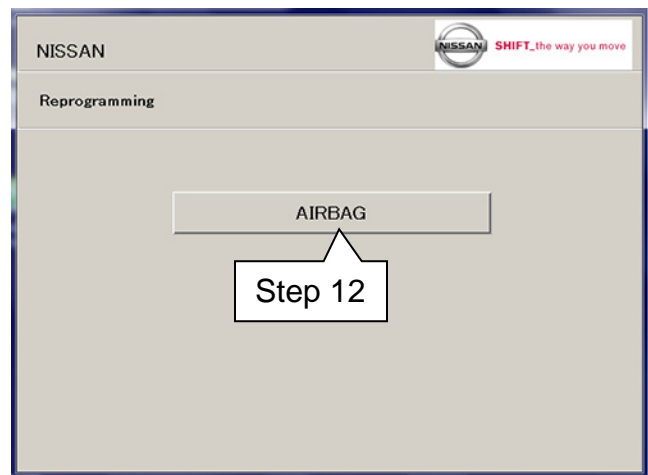 NISSAN
NISSAN SHIFT_the way you move
Reprogramming
AIRBAG
Step 12